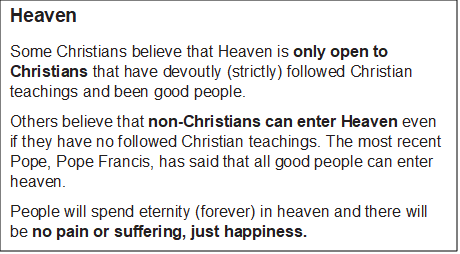 Heaven
Some Christians believe that Heaven is only open to
Christians that have devoutly (strictly) followed Christian
teachings and been good people.
Others believe that non-Christians can enter Heaven even
if they have no followed Christian teachings. The most recent
Pope, Pope Francis, has said that all good people can enter
heaven.
People will spend eternity (forever) in heaven and there will
be no pain or suffering, just happiness.